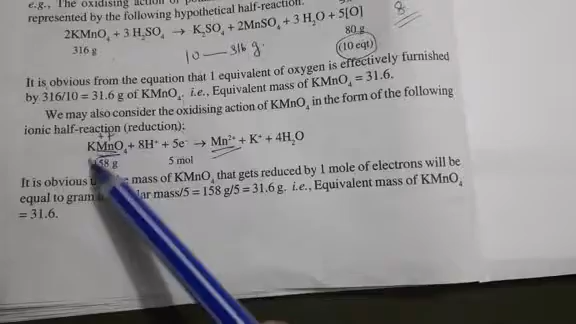 e.g., The oxidising action of
represented by the following hypothetical half-reaction.
2KMnO₄ + 3 H₂SO₄ → K₂SO₄ + 2MnSO₄ + 3 H₂O + 5[O]
316 g
80 g
(10 eqt)
10 — 316 g.
8
It is obvious from the equation that 1 equivalent of oxygen is effectively furnished
by 316/10 = 31.6 g of KMnO₄. i.e., Equivalent mass of KMnO₄ = 31.6.
We may also consider the oxidising action of KMnO₄ in the form of the following
ionic half-reaction (reduction);
KMnO₄ + 8H⁺ + 5e⁻ → Mn²⁺ + K⁺ + 4H₂O
158 g 5 mol
It is obvious mass of KMnO₄ that gets reduced by 1 mole of electrons will be
equal to gram mass/5 = 158 g/5 = 31.6 g. i.e., Equivalent mass of KMnO₄
= 31.6.